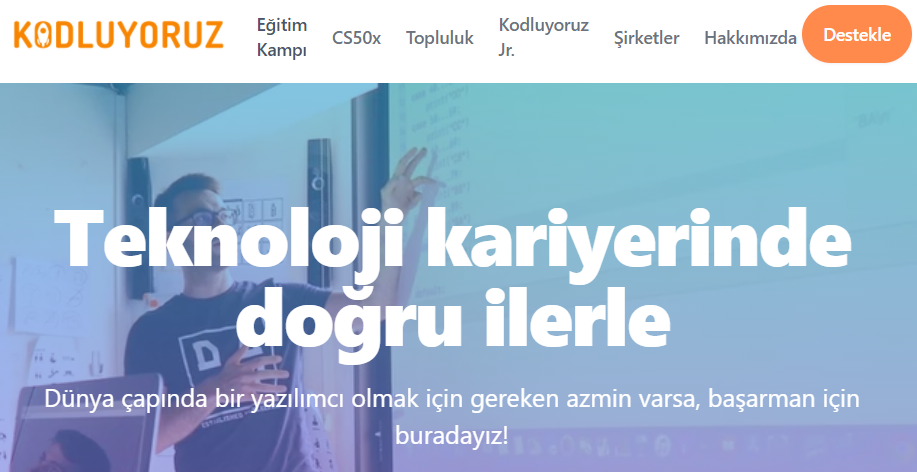 KODLUYORUZ
Eğitim
Kampı
CS50x
Topluluk
Kodluyoruz
Jr.
Şirketler
Hakkımızda
Destekle
Teknoloji kariyerinde
doğru ilerle
Dünya çapında bir yazılımcı olmak için gereken azmin varsa, başarman için
buradayız!